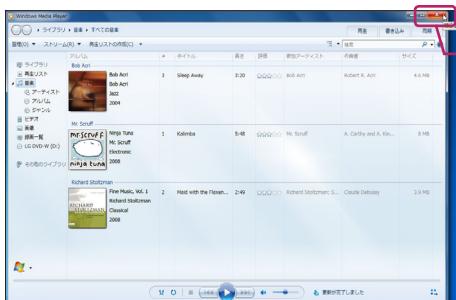 Windows Media Player
ライブラリ ▸ 音楽 ▸ すべての音楽
再生 書き込み 同期
整理(O) ストリーム(R) 再生リストの作成(C) 検索
ライブラリ
再生リスト
音楽
アーティスト
アルバム
ジャンル
ビデオ
画像
録画一覧
LG DVD-W (D:)
その他のライブラリ
アルバム # タイトル 長さ 評価 参加アーティスト 作曲者 サイズ
Bob Acri
Bob Acri 3 Sleep Away 3:20 Bob Acri Robert R. Acri 4.6 MB
Bob Acri
Jazz
2004
Mr. Scruff
mr.scruff
ninja tuna
Ninja Tuna 1 Kalimba 5:48 Mr. Scruff A. Carthy and A. Kin... 8 MB
Mr. Scruff
Electronic
2008
Richard Stoltzman
RICHARD
STOLTZMAN
Fine Music, Vol. 1 2 Maid with the Flaxen... 2:49 Richard Stoltzman; S... Claude Debussy 3.9 MB
Richard Stoltzman
Classical
2008
更新が完了しました